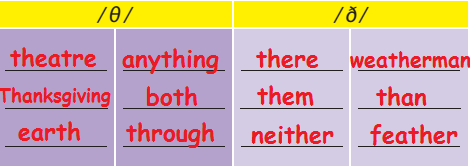 /θ/ /ð/
theatre anything there weatherman
Thanksgiving both them than
earth through neither feather